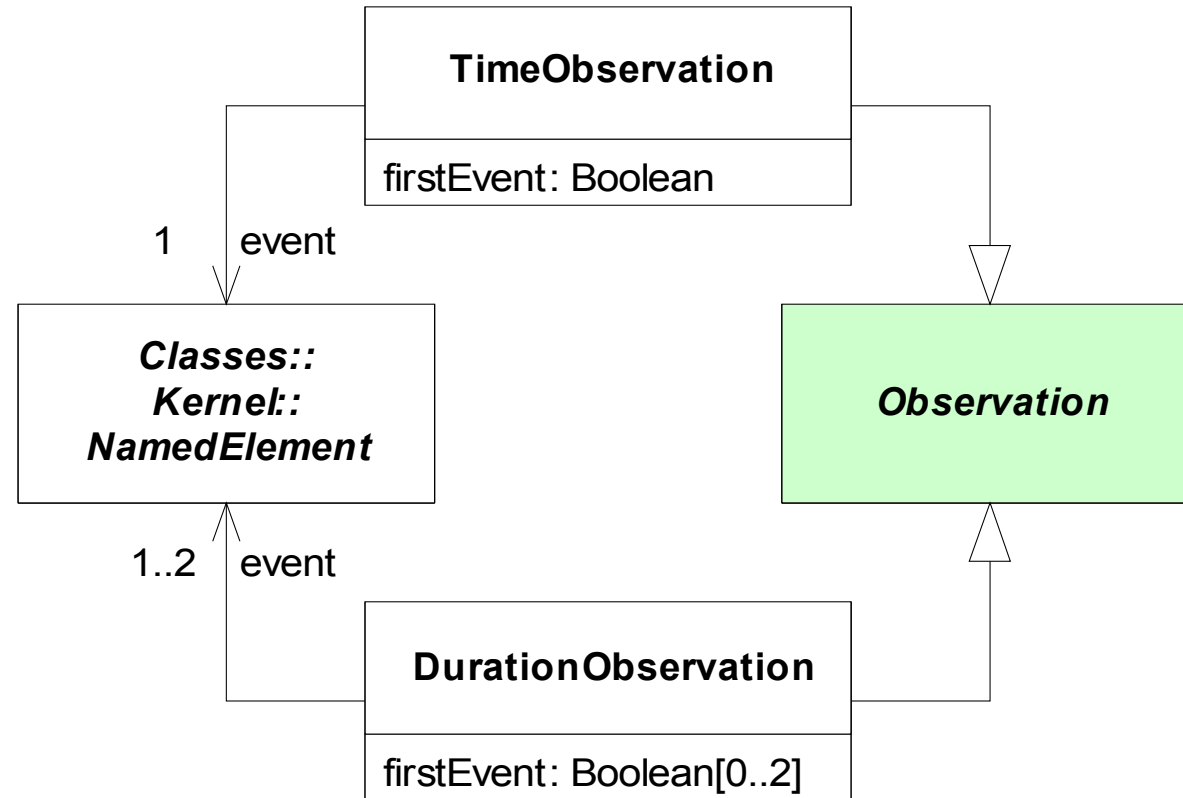 TimeObservation
firstEvent: Boolean
1 event
Classes::
Kernel::
NamedElement
Observation
1..2 event
DurationObservation
firstEvent: Boolean[0..2]